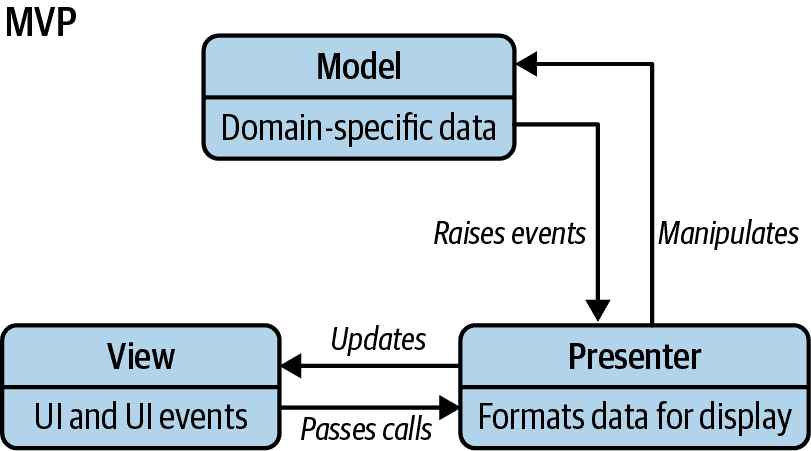 MVP
Model
Domain-specific data
Raises events
Manipulates
Updates
View
Presenter
UI and UI events
Passes calls
Formats data for display